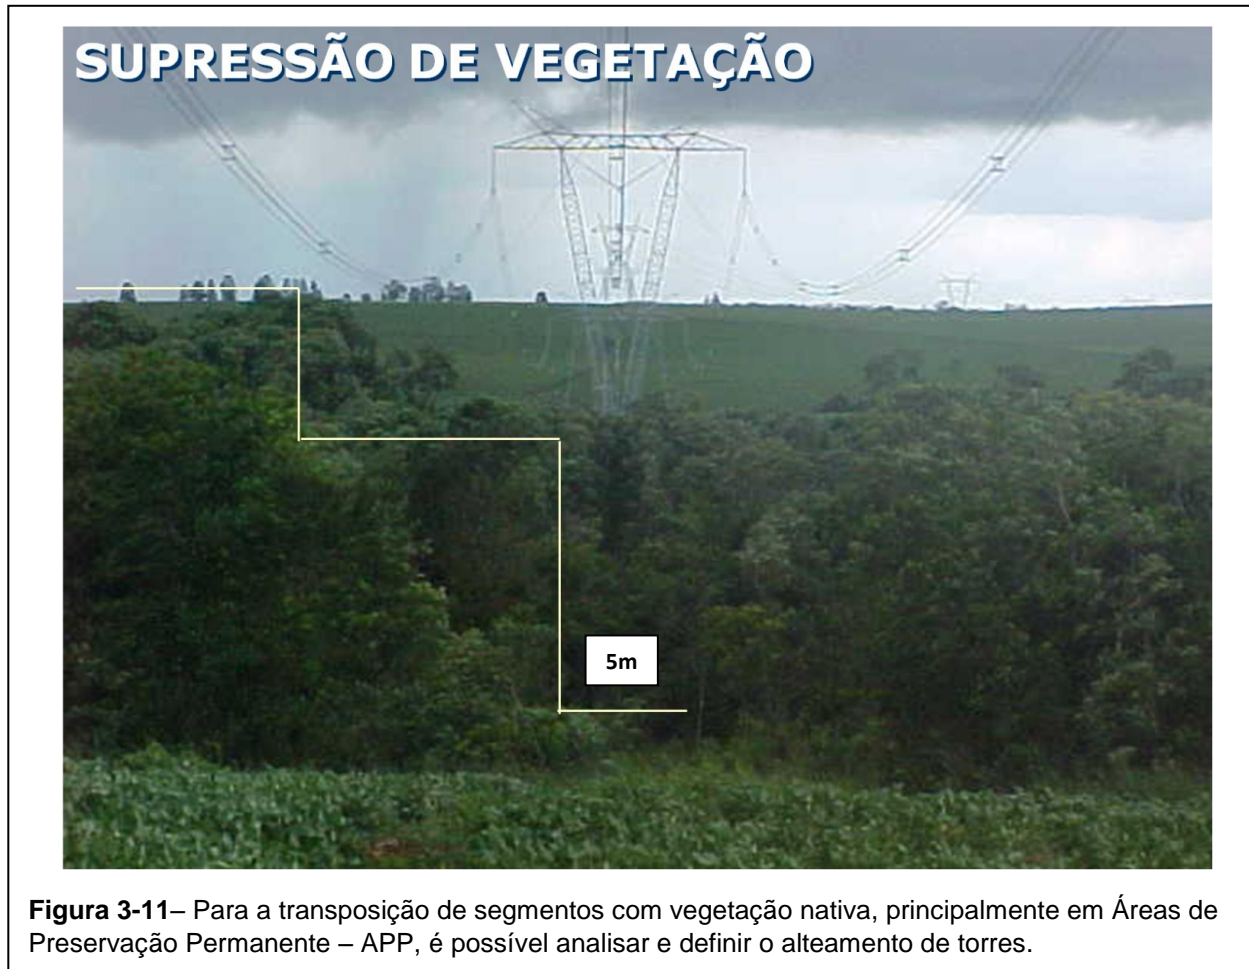 SUPRESSÃO DE VEGETAÇÃO
5m
Figura 3-11– Para a transposição de segmentos com vegetação nativa, principalmente em Áreas de
Preservação Permanente – APP, é possível analisar e definir o alteamento de torres.